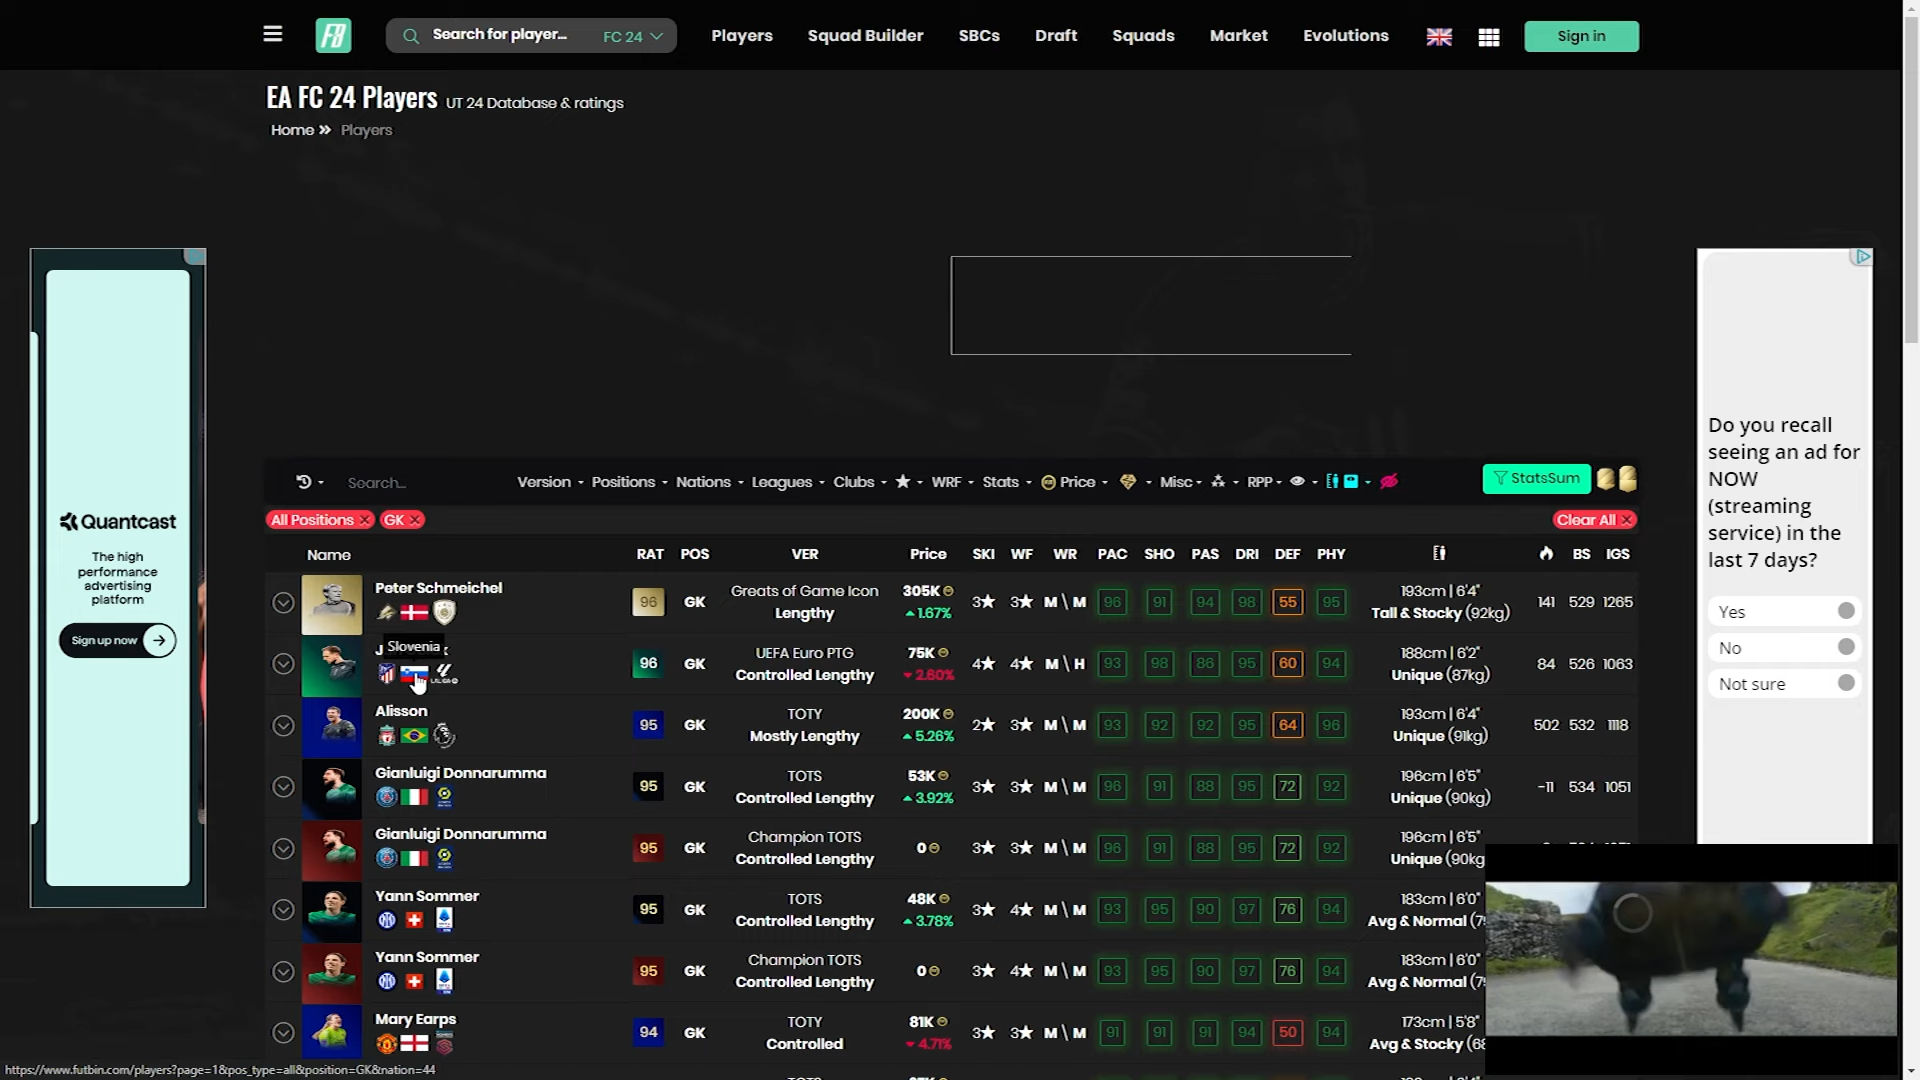 Search for player...
FC 24
Players
Squad Builder
SBCs
Draft
Squads
Market
Evolutions
Sign in
EA FC 24 Players UT 24 Database & ratings
Home » Players
Quantcast
The high
performance
advertising
platform
Sign up now
Do you recall
seeing an ad for
NOW
(streaming
service) in the
last 7 days?
Yes
No
Not sure
Search...
Version
Positions
Nations
Leagues
Clubs
WRF
Stats
Price
Misc
RPP
StatsSum
All Positions
GK
Clear All
Name RAT POS VER Price SKI WF WR PAC SHO PAS DRI DEF PHY BS IGS
Peter Schmeichel 96 GK Greats of Game Icon 305K 3★ 3★ M \ M 96 91 94 98 55 95 193cm | 6'4" 141 529 1265
Lengthy 1.67% Tall & Stocky (92kg)
Slovenia
96 GK UEFA Euro PTG 75K 4★ 4★ M \ H 93 98 86 95 60 94 188cm | 6'2" 84 526 1063
Controlled Lengthy 2.60% Unique (87kg)
Alisson 95 GK TOTY 200K 2★ 3★ M \ M 93 92 92 95 64 96 193cm | 6'4" 502 532 1118
Mostly Lengthy 5.26% Unique (91kg)
Gianluigi Donnarumma 95 GK TOTS 53K 3★ 3★ M \ M 96 91 88 95 72 92 196cm | 6'5" -11 534 1051
Controlled Lengthy 3.92% Unique (90kg)
Gianluigi Donnarumma 95 GK Champion TOTS 0 3★ 3★ M \ M 96 91 88 95 72 92 196cm | 6'5"
Controlled Lengthy Unique (90kg
Yann Sommer 95 GK TOTS 48K 3★ 4★ M \ M 93 95 90 97 76 94 183cm | 6'0"
Controlled Lengthy 3.78% Avg & Normal
Yann Sommer 95 GK Champion TOTS 0 3★ 4★ M \ M 93 95 90 97 76 94 183cm | 6'0"
Controlled Lengthy Avg & Normal
Mary Earps 94 GK TOTY 81K 3★ 3★ M \ M 91 91 91 94 50 94 173cm | 5'8"
Controlled 4.71% Avg & Stocky
https://www.futbin.com/players?page=1&pos_type=all&position=GK&nation=44